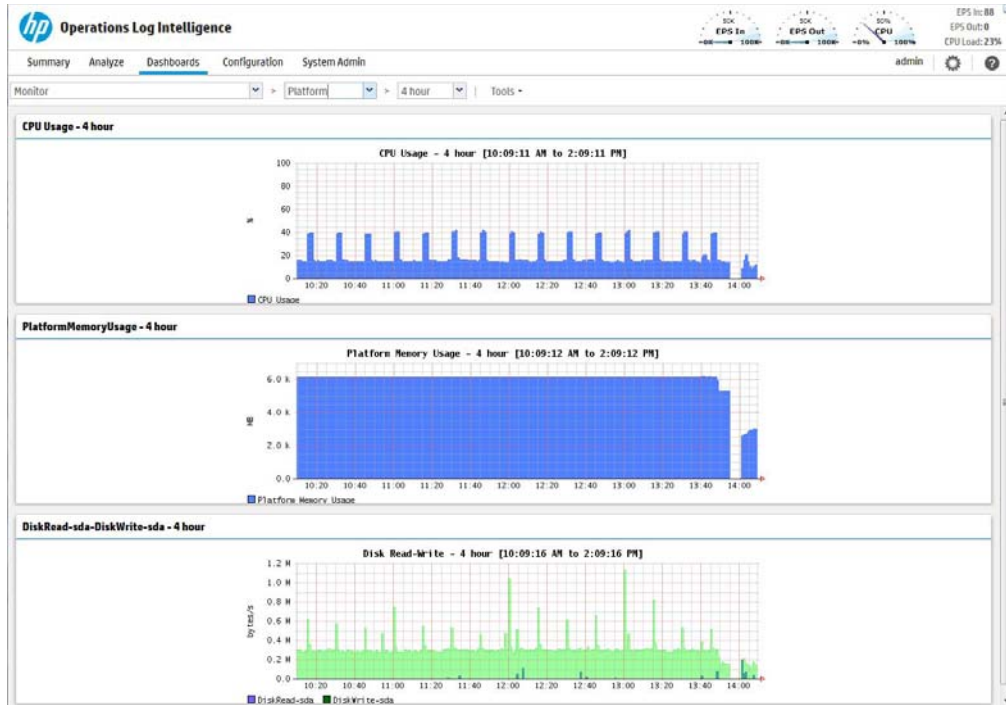 hp Operations Log Intelligence
50K
EPS In
0K 100K
50K
EPS Out
0K 100K
50%
CPU
0% 100%
EPS In: 88
EPS Out: 0
CPU Load: 23%
Summary Analyze Dashboards Configuration System Admin admin
Monitor > Platform > 4 hour | Tools
CPU Usage - 4 hour
CPU Usage - 4 hour [10:09:11 AM to 2:09:11 PM]
100
80
60
%
40
20
0
10:20 10:40 11:00 11:20 11:40 12:00 12:20 12:40 13:00 13:20 13:40 14:00
CPU Usage
PlatformMemoryUsage - 4 hour
Platform Memory Usage - 4 hour [10:09:12 AM to 2:09:12 PM]
6.0 k
4.0 k
MB
2.0 k
0.0
10:20 10:40 11:00 11:20 11:40 12:00 12:20 12:40 13:00 13:20 13:40 14:00
Platform Memory Usage
DiskRead-sda-DiskWrite-sda - 4 hour
Disk Read-Write - 4 hour [10:09:16 AM to 2:09:16 PM]
1.2 M
1.0 M
0.8 M
bytes/s
0.6 M
0.4 M
0.2 M
0.0
10:20 10:40 11:00 11:20 11:40 12:00 12:20 12:40 13:00 13:20 13:40 14:00
DiskRead-sda DiskWrite-sda